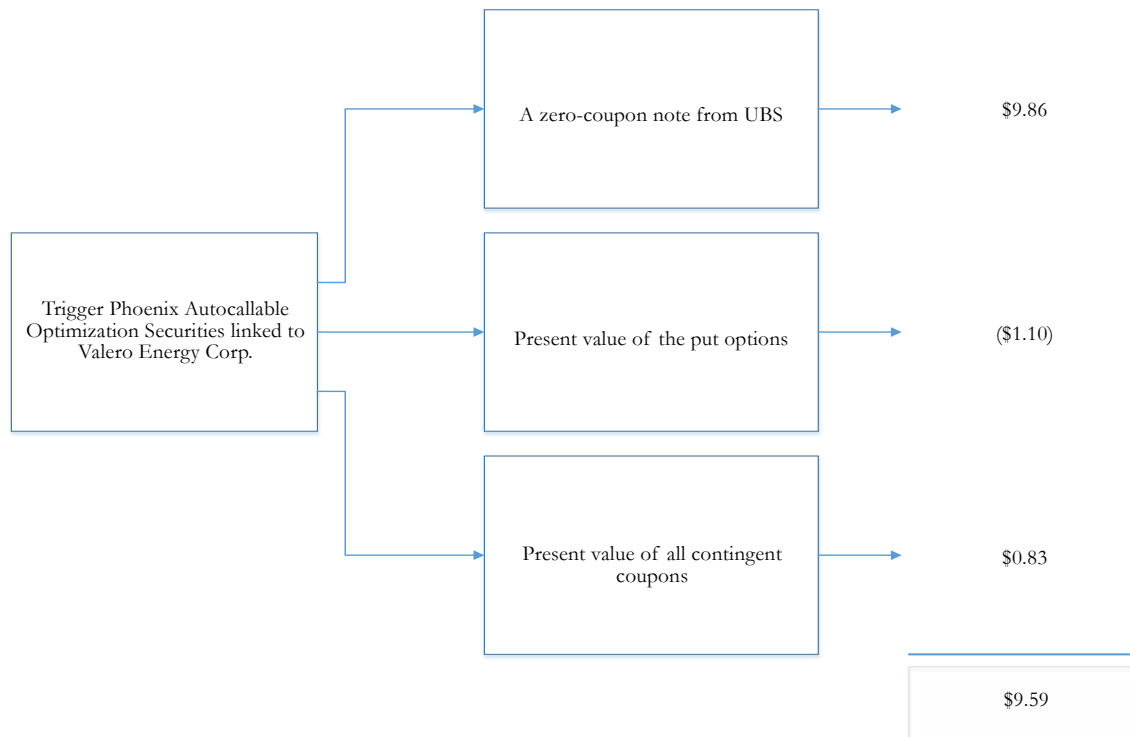 A zero-coupon note from UBS
$9.86
Trigger Phoenix Autocallable
Optimization Securities linked to
Valero Energy Corp.
Present value of the put options
($1.10)
Present value of all contingent
coupons
$0.83
$9.59